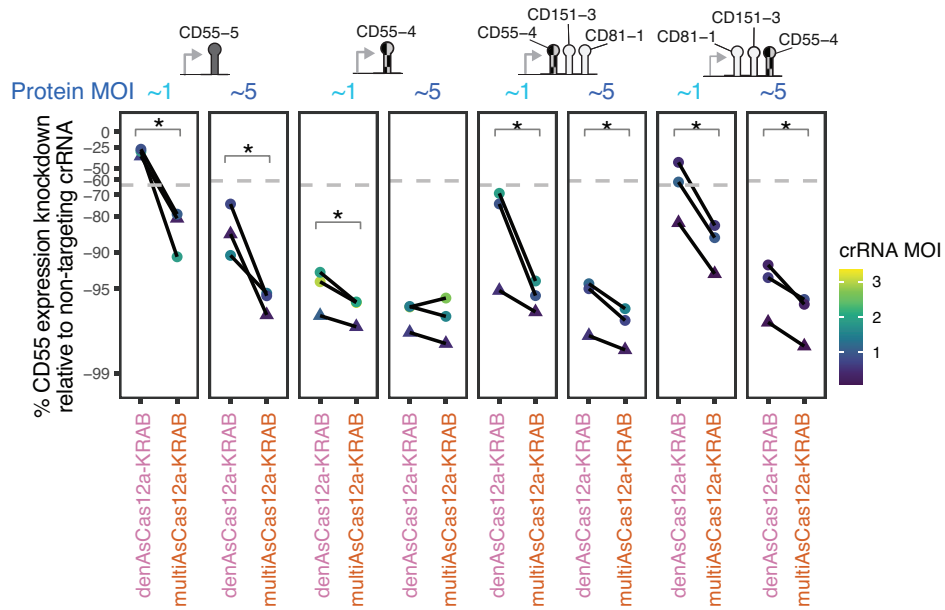 CD55−5
CD55−4
CD151−3
CD55−4
CD81−1
CD151−3
CD81−1
CD55−4
Protein MOI ~1 ~5 ~1 ~5 ~1 ~5 ~1 ~5
% CD55 expression knockdown
relative to non-targeting crRNA
0
−25
−50
−60
−70
−80
−90
−95
−99
* * * * * * *
crRNA MOI
3
2
1
denAsCas12a-KRAB
multiAsCas12a-KRAB
denAsCas12a-KRAB
multiAsCas12a-KRAB
denAsCas12a-KRAB
multiAsCas12a-KRAB
denAsCas12a-KRAB
multiAsCas12a-KRAB
denAsCas12a-KRAB
multiAsCas12a-KRAB
denAsCas12a-KRAB
multiAsCas12a-KRAB
denAsCas12a-KRAB
multiAsCas12a-KRAB
denAsCas12a-KRAB
multiAsCas12a-KRAB